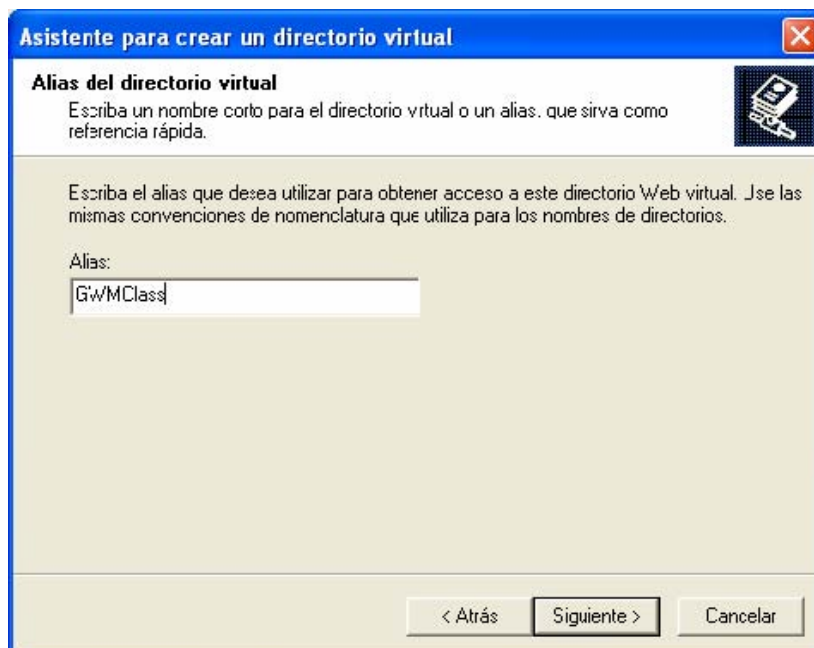 Asistente para crear un directorio virtual
Alias del directorio virtual
Escriba un nombre corto para el directorio virtual o un alias, que sirva como
referencia rápida.
Escriba el alias que desea utilizar para obtener acceso a este directorio Web virtual. Use las
mismas convenciones de nomenclatura que utiliza para los nombres de directorios.
Alias:
GWMClass
< Atrás
Siguiente >
Cancelar